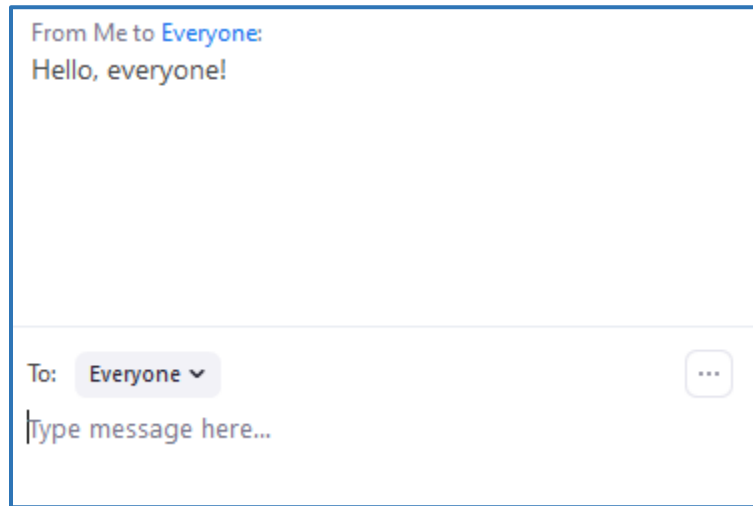 From Me to Everyone:
Hello, everyone!
To: Everyone
Type message here...